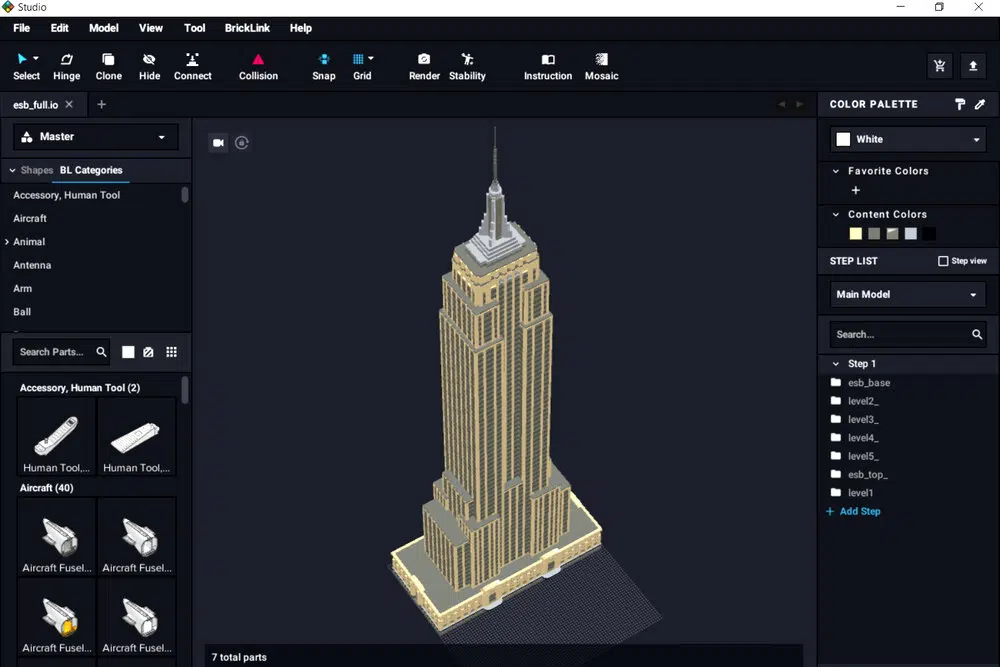 Studio
File Edit Model View Tool BrickLink Help
Select Hinge Clone Hide Connect Collision Snap Grid Render Stability Instruction Mosaic
esb_full.io
Master
Shapes BL Categories
Accessory, Human Tool
Aircraft
Animal
Antenna
Arm
Ball
Search Parts...
Accessory, Human Tool (2)
Human Tool,... Human Tool,...
Aircraft (40)
Aircraft Fusel... Aircraft Fusel...
Aircraft Fusel... Aircraft Fusel...
7 total parts
COLOR PALETTE
White
Favorite Colors
Content Colors
STEP LIST Step view
Main Model
Search...
Step 1
esb_base
level2_
level3_
level4_
level5_
esb_top_
level1
+ Add Step